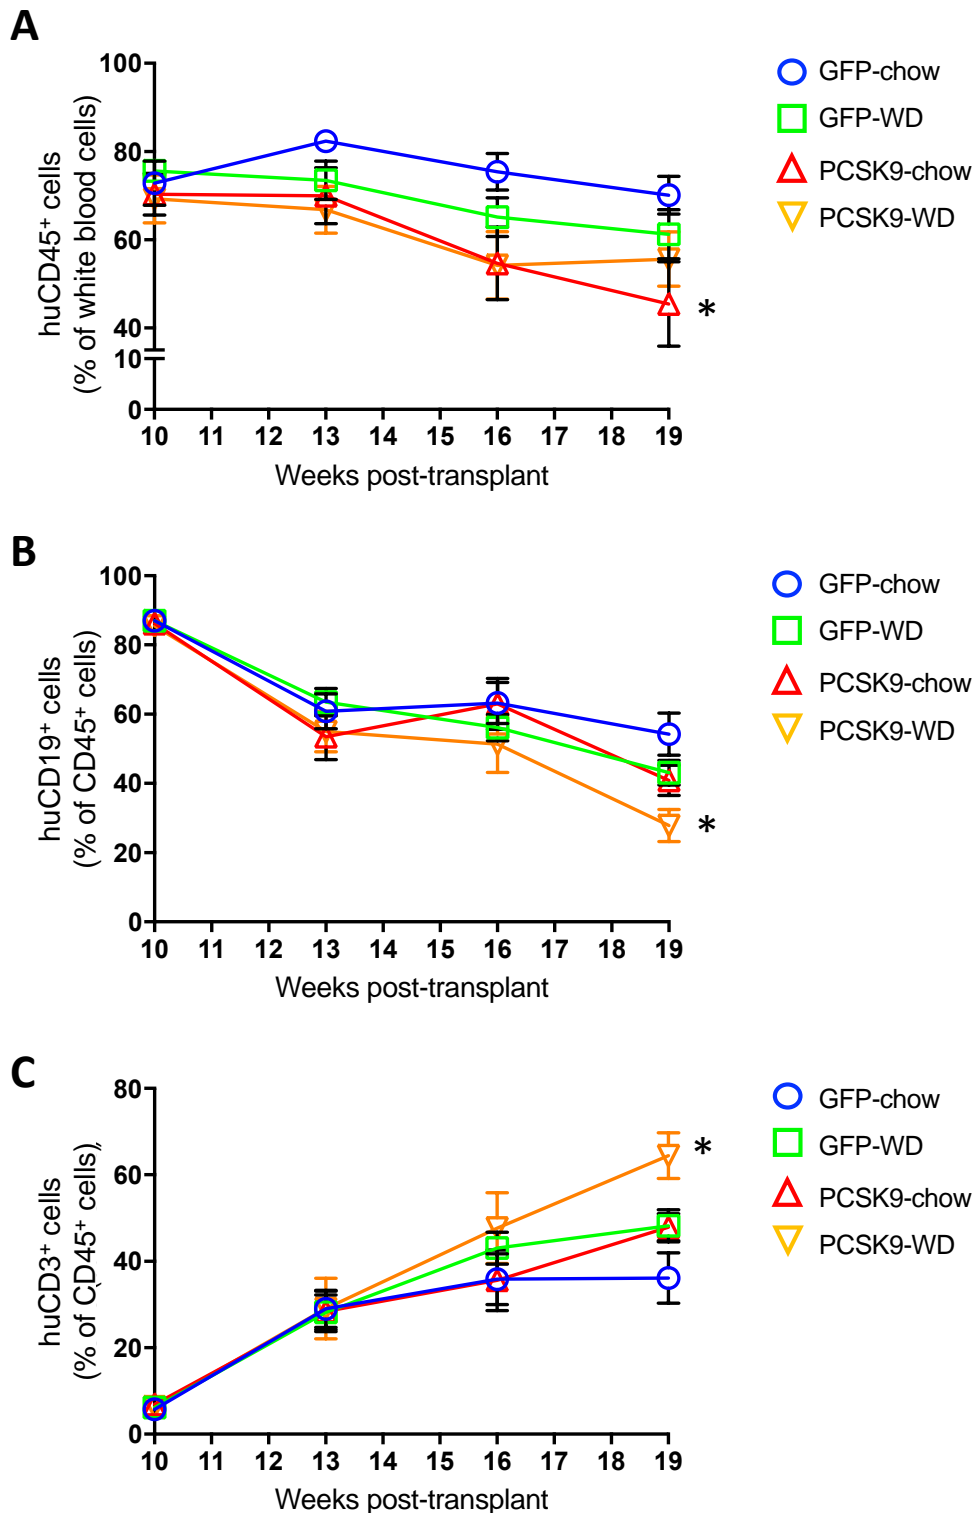 A
huCD45⁺ cells
(% of white blood cells)
100
80
60
40
10
0
10 11 12 13 14 15 16 17 18 19
Weeks post-transplant
GFP-chow
GFP-WD
PCSK9-chow
PCSK9-WD
*
B
huCD19⁺ cells
(% of CD45⁺ cells)
100
80
60
40
20
0
10 11 12 13 14 15 16 17 18 19
Weeks post-transplant
GFP-chow
GFP-WD
PCSK9-chow
PCSK9-WD
*
C
huCD3⁺ cells
(% of CD45⁺ cells)
80
60
40
20
0
10 11 12 13 14 15 16 17 18 19
Weeks post-transplant
GFP-chow
GFP-WD
PCSK9-chow
PCSK9-WD
*